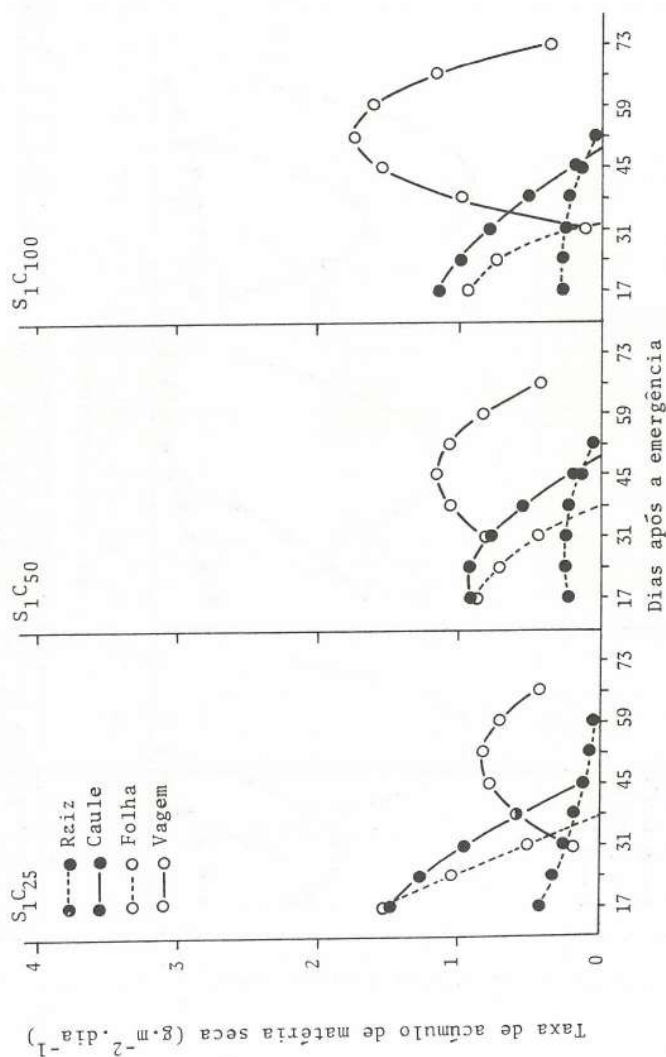 S₁C₂₅
S₁C₅₀
S₁C₁₀₀
Raiz
Caule
Folha
Vagem
Taxa de acúmulo de matéria seca (g.m⁻².dia⁻¹)
4
3
2
1
0
17 31 45 59 73
17 31 45 59 73
17 31 45 59 73
Dias após a emergência